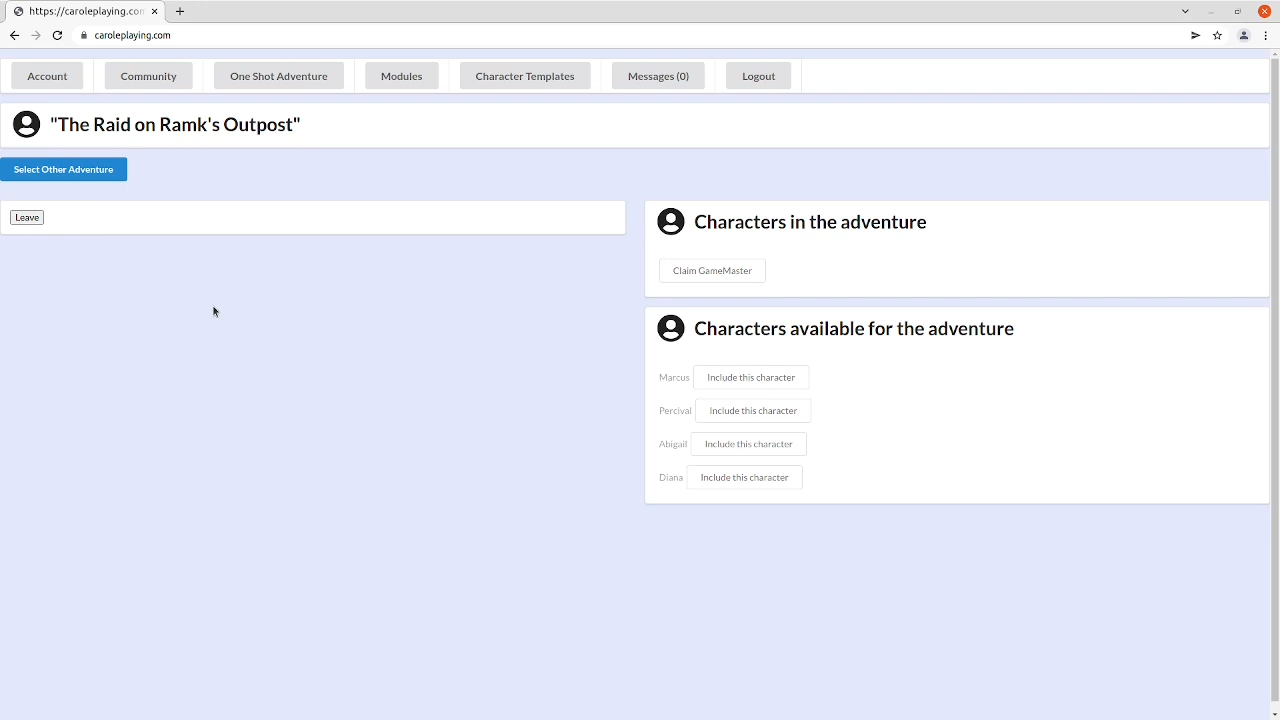 https://caroleplaying.com
caroleplaying.com
Account Community One Shot Adventure Modules Character Templates Messages (0) Logout
"The Raid on Ramk's Outpost"
Select Other Adventure
Leave
Characters in the adventure
Claim GameMaster
Characters available for the adventure
Marcus Include this character
Percival Include this character
Abigail Include this character
Diana Include this character